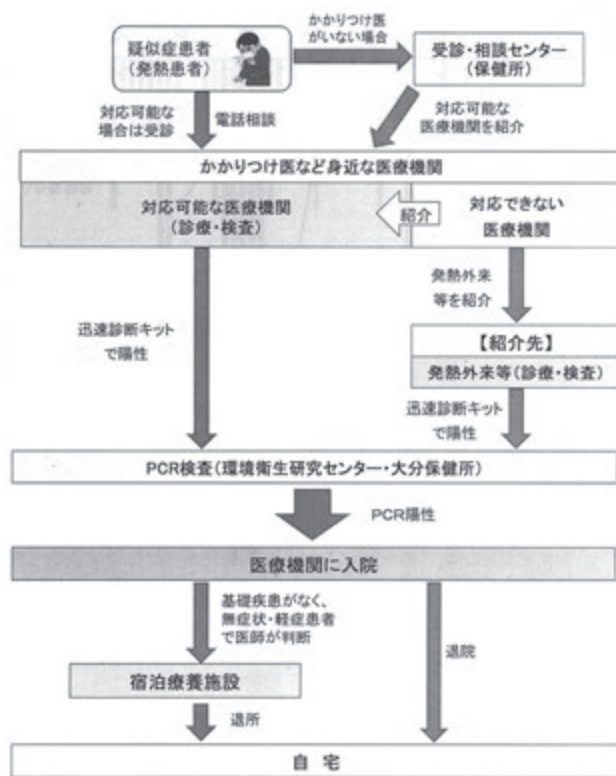 疑似症患者
(発熱患者)
かかりつけ医
がいない場合
受診・相談センター
(保健所)
対応可能な
場合は受診
電話相談
対応可能な
医療機関を紹介
かかりつけ医など身近な医療機関
対応可能な医療機関
(診療・検査)
紹介
対応できない
医療機関
発熱外来
等を紹介
迅速診断キット
で陽性
【紹介先】
発熱外来等(診療・検査)
迅速診断キット
で陽性
PCR検査(環境衛生研究センター・大分保健所)
PCR陽性
医療機関に入院
基礎疾患がなく、
無症状・軽症患者
で医師が判断
退院
宿泊療養施設
退所
自 宅